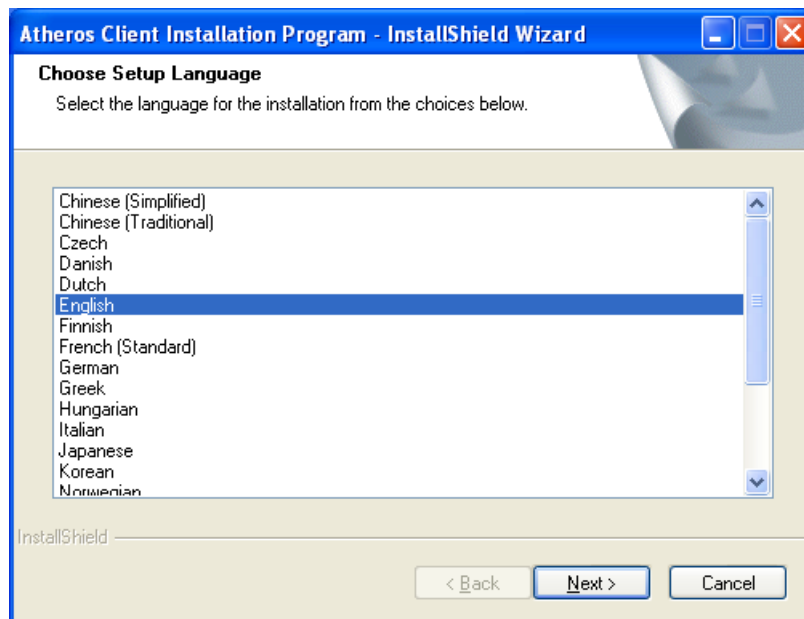 Atheros Client Installation Program - InstallShield Wizard
Choose Setup Language
Select the language for the installation from the choices below.
Chinese (Simplified)
Chinese (Traditional)
Czech
Danish
Dutch
English
Finnish
French (Standard)
German
Greek
Hungarian
Italian
Japanese
Korean
Norwegian
InstallShield
< Back
Next >
Cancel